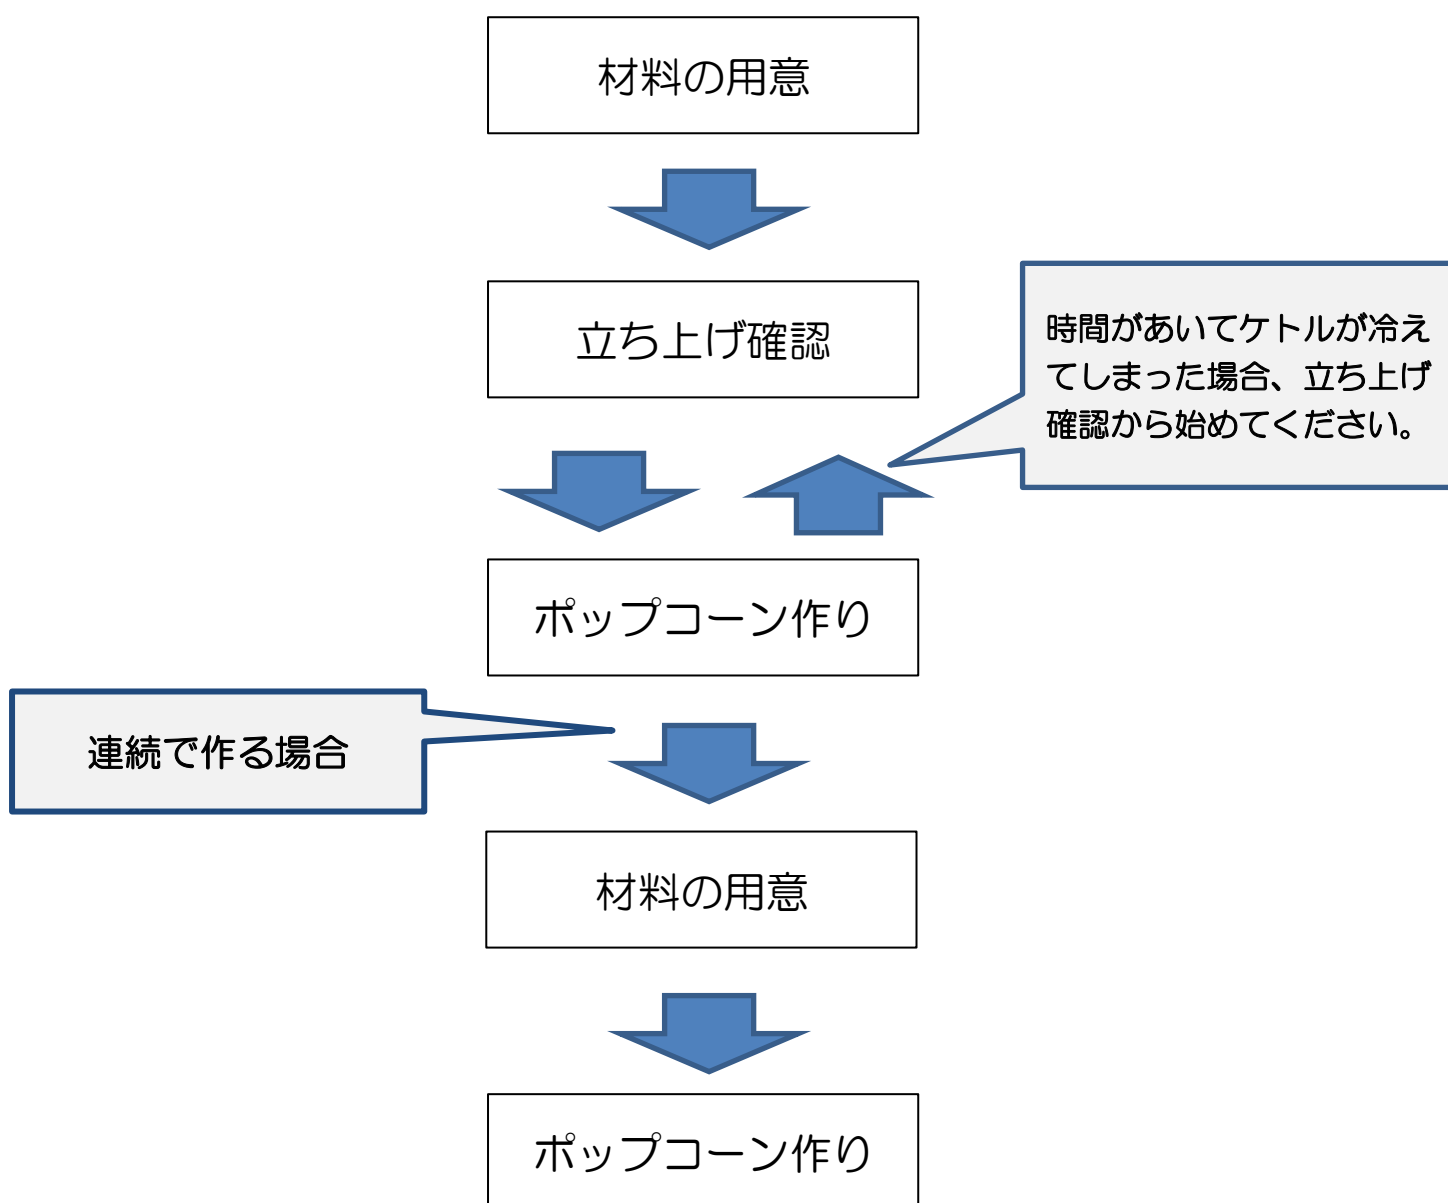 材料の用意
立ち上げ確認
時間があいてケトルが冷え
てしまった場合、立ち上げ
確認から始めてください。
ポップコーン作り
連続で作る場合
材料の用意
ポップコーン作り